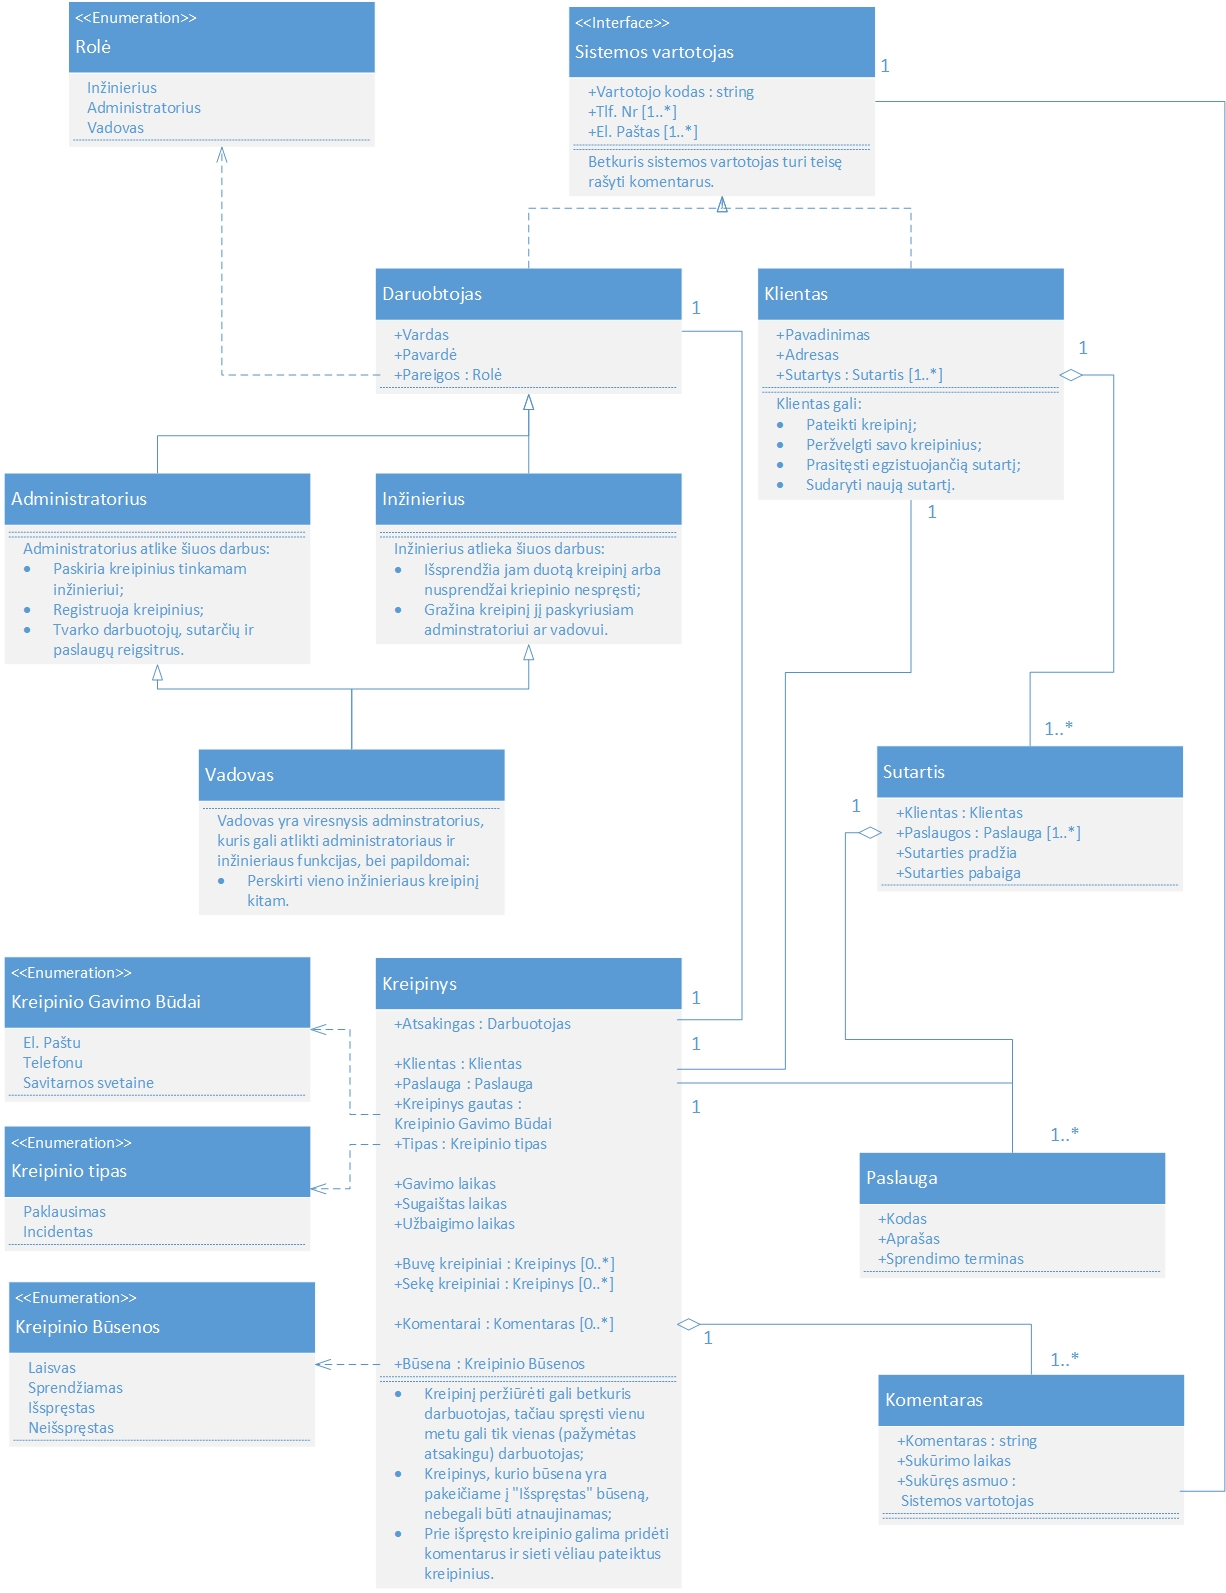 <<Enumeration>>
Rolė
Inžinierius
Administratorius
Vadovas
<<Interface>>
Sistemos vartotojas
+Vartotojo kodas : string
+Tlf. Nr [1..*]
+El. Paštas [1..*]
Betkuris sistemos vartotojas turi teisę
rašyti komentarus.
1
Daruobtojas
+Vardas
+Pavardė
+Pareigos : Rolė
1
Klientas
+Pavadinimas
+Adresas
+Sutartys : Sutartis [1..*]
Klientas gali:
• Pateikti kreipinį;
• Peržvelgti savo kreipinius;
• Prasitęsti egzistuojančią sutartį;
• Sudaryti naują sutartį.
1
1
Administratorius
Administratorius atlike šiuos darbus:
• Paskiria kreipinius tinkamam
inžinieriui;
• Registruoja kreipinius;
• Tvarko darbuotojų, sutarčių ir
paslaugų reigsitrus.
Inžinierius
Inžinierius atlieka šiuos darbus:
• Išsprendžia jam duotą kreipinį arba
nusprendžai kriepinio nespręsti;
• Gražina kreipinį jį paskyriusiam
adminstratoriui ar vadovui.
Vadovas
Vadovas yra viresnysis adminstratorius,
kuris gali atlikti administratoriaus ir
inžinieriaus funkcijas, bei papildomai:
• Perskirti vieno inžinieriaus kreipinį
kitam.
1..*
Sutartis
+Klientas : Klientas
+Paslaugos : Paslauga [1..*]
+Sutarties pradžia
+Sutarties pabaiga
1
<<Enumeration>>
Kreipinio Gavimo Būdai
El. Paštu
Telefonu
Savitarnos svetaine
<<Enumeration>>
Kreipinio tipas
Paklausimas
Incidentas
<<Enumeration>>
Kreipinio Būsenos
Laisvas
Sprendžiamas
Išspręstas
Neišspręstas
Kreipinys
+Atsakingas : Darbuotojas
+Klientas : Klientas
+Paslauga : Paslauga
+Kreipinys gautas :
Kreipinio Gavimo Būdai
+Tipas : Kreipinio tipas
+Gavimo laikas
+Sugaištas laikas
+Užbaigimo laikas
+Buvę kreipiniai : Kreipinys [0..*]
+Sekę kreipiniai : Kreipinys [0..*]
+Komentarai : Komentaras [0..*]
+Būsena : Kreipinio Būsenos
• Kreipinį peržiūrėti gali betkuris
darbuotojas, tačiau spręsti vienu
metu gali tik vienas (pažymėtas
atsakingu) darbuotojas;
• Kreipinys, kurio būsena yra
pakeičiame į "Išspręstas" būseną,
nebegali būti atnaujinamas;
• Prie išpręsto kreipinio galima pridėti
komentarus ir sieti vėliau pateiktus
kreipinius.
1
1
1
1..*
Paslauga
+Kodas
+Aprašas
+Sprendimo terminas
1
1..*
Komentaras
+Komentaras : string
+Sukūrimo laikas
+Sukūręs asmuo :
Sistemos vartotojas